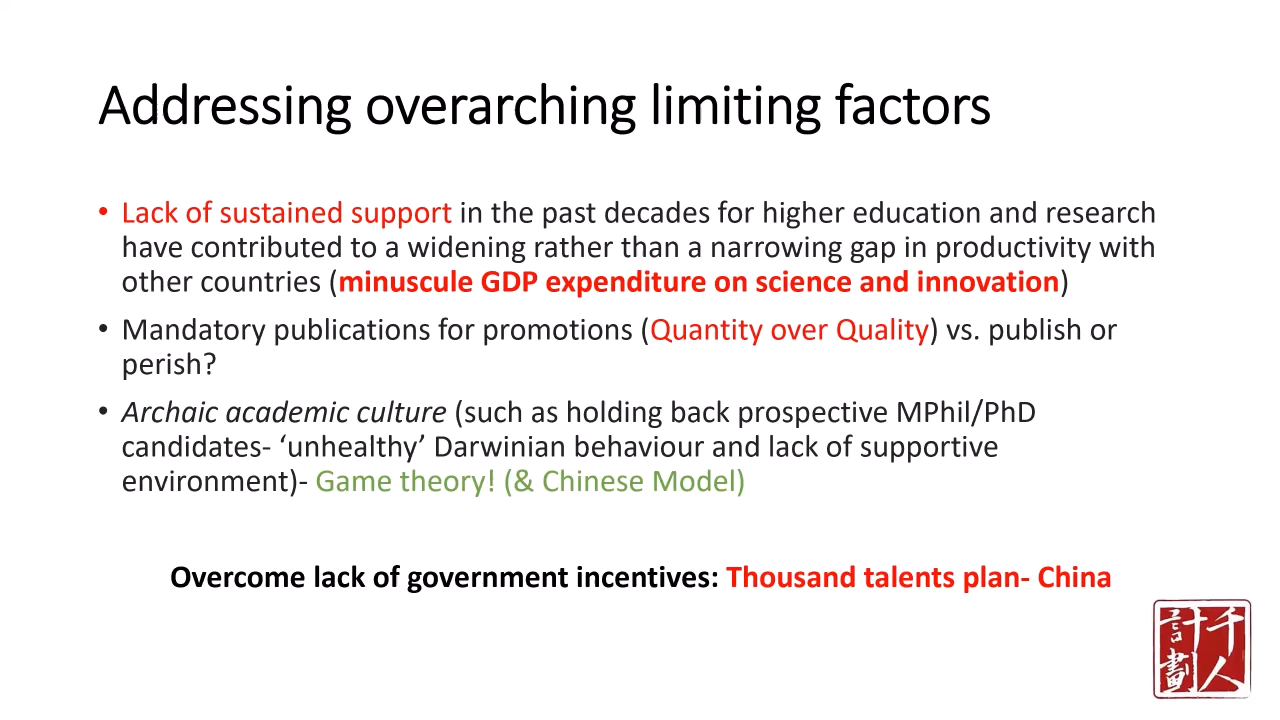 Addressing overarching limiting factors
• Lack of sustained support in the past decades for higher education and research
have contributed to a widening rather than a narrowing gap in productivity with
other countries (minuscule GDP expenditure on science and innovation)
• Mandatory publications for promotions (Quantity over Quality) vs. publish or
perish?
• Archaic academic culture (such as holding back prospective MPhil/PhD
candidates- ‘unhealthy’ Darwinian behaviour and lack of supportive
environment)- Game theory! (& Chinese Model)
Overcome lack of government incentives: Thousand talents plan- China
千人
計劃